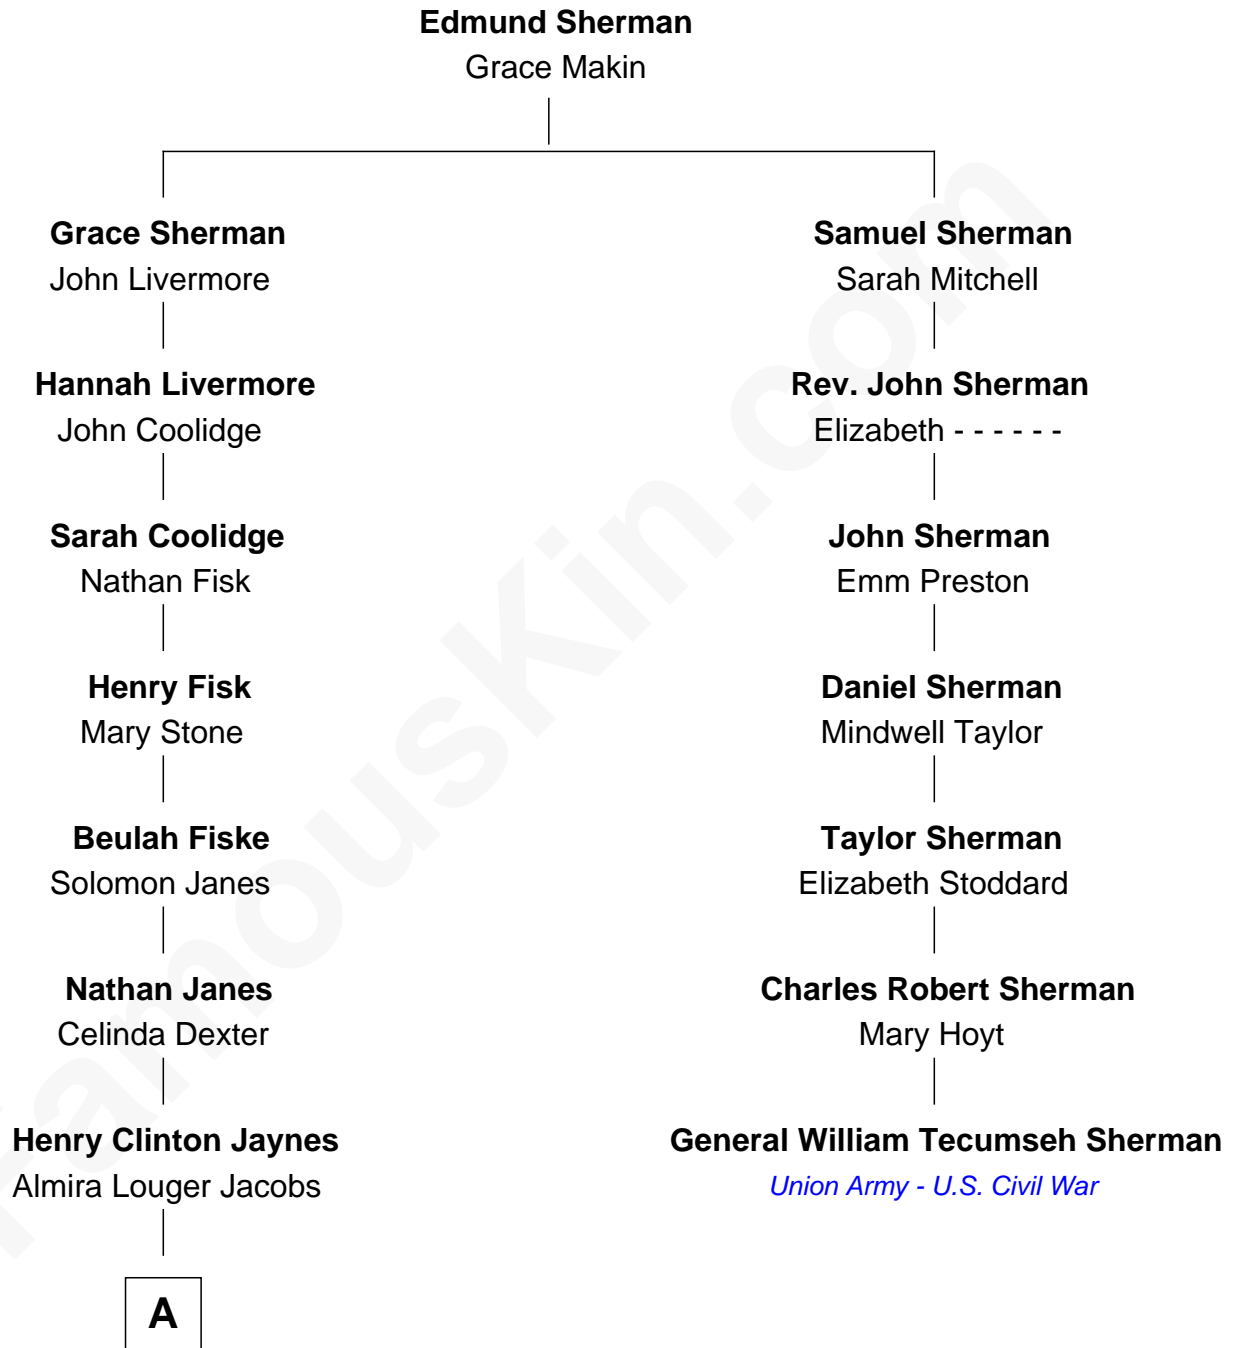 Edmund Sherman
Grace Makin
Grace Sherman
John Livermore
Samuel Sherman
Sarah Mitchell
Hannah Livermore
John Coolidge
Rev. John Sherman
Elizabeth - - - - - -
Sarah Coolidge
Nathan Fisk
John Sherman
Emm Preston
Henry Fisk
Mary Stone
Daniel Sherman
Mindwell Taylor
Beulah Fiske
Solomon Janes
Taylor Sherman
Elizabeth Stoddard
Nathan Janes
Celinda Dexter
Charles Robert Sherman
Mary Hoyt
Henry Clinton Jaynes
Almira Louger Jacobs
General William Tecumseh Sherman
Union Army - U.S. Civil War
A
FamousKin.com